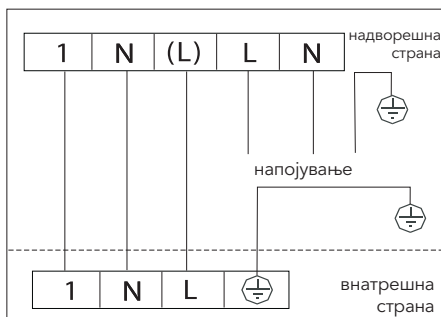 1 N (L) L N
надворешна
страна
напојување
1 N L
внатрешна
страна